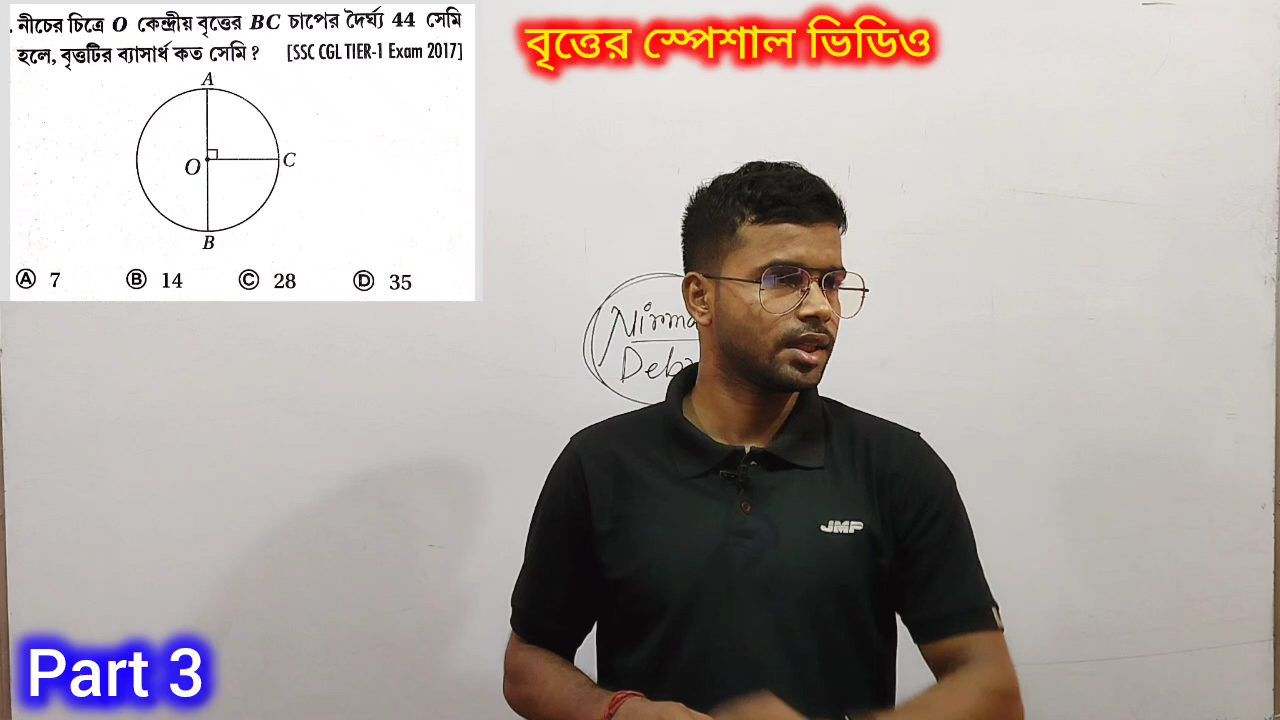 . নীচের চিত্রে O কেন্দ্রীয় বৃত্তের BC চাপের দৈর্ঘ্য 44 সেমি
হলে, বৃত্তটির ব্যাসার্ধ কত সেমি ? [SSC CGL TIER-1 Exam 2017]
A
O
C
B
Ⓐ 7 Ⓑ 14 Ⓒ 28 Ⓓ 35
বৃত্তের স্পেশাল ভিডিও
JMP
Part 3